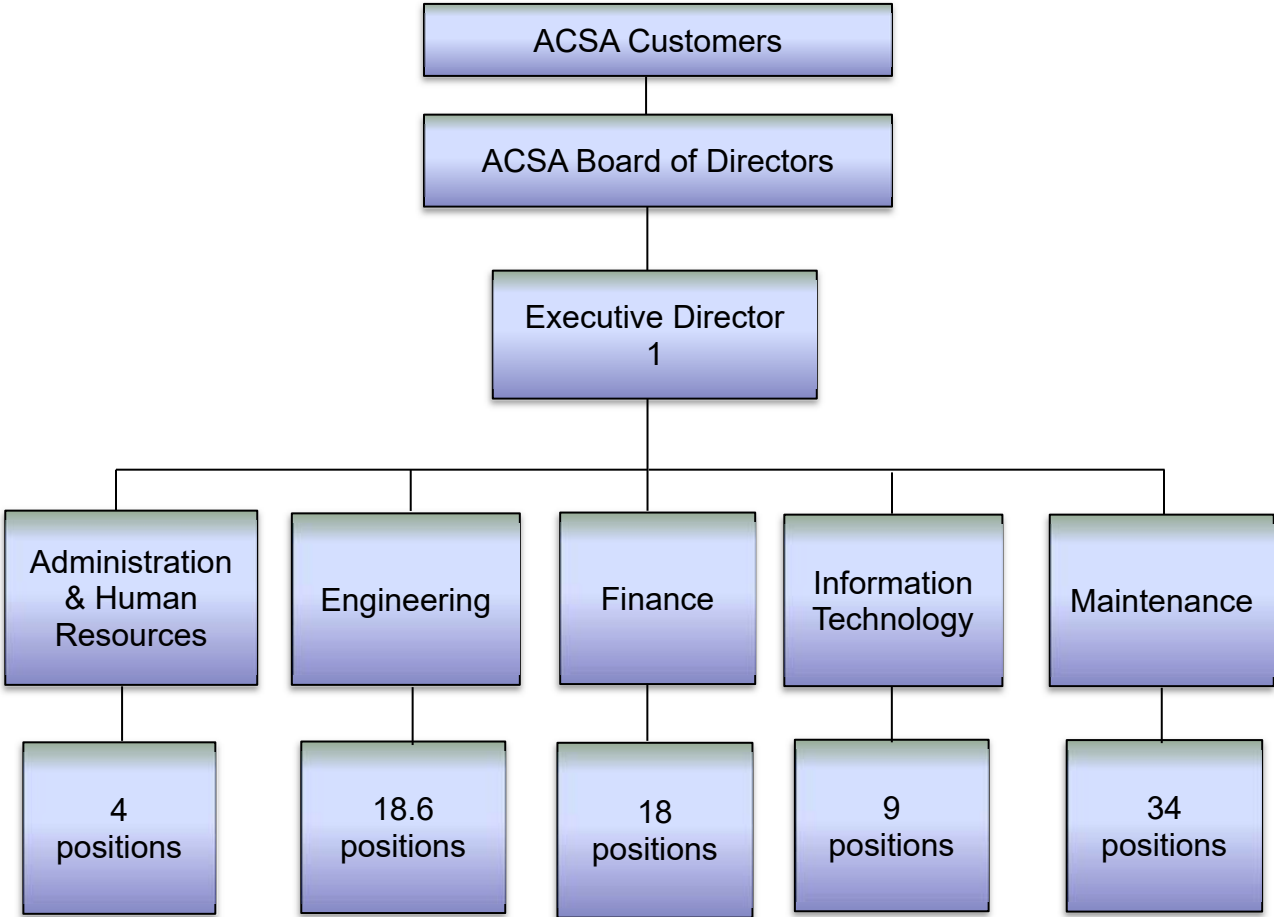 ACSA Customers
ACSA Board of Directors
Executive Director
1
Administration
& Human
Resources
Engineering
Finance
Information
Technology
Maintenance
4
positions
18.6
positions
18
positions
9
positions
34
positions